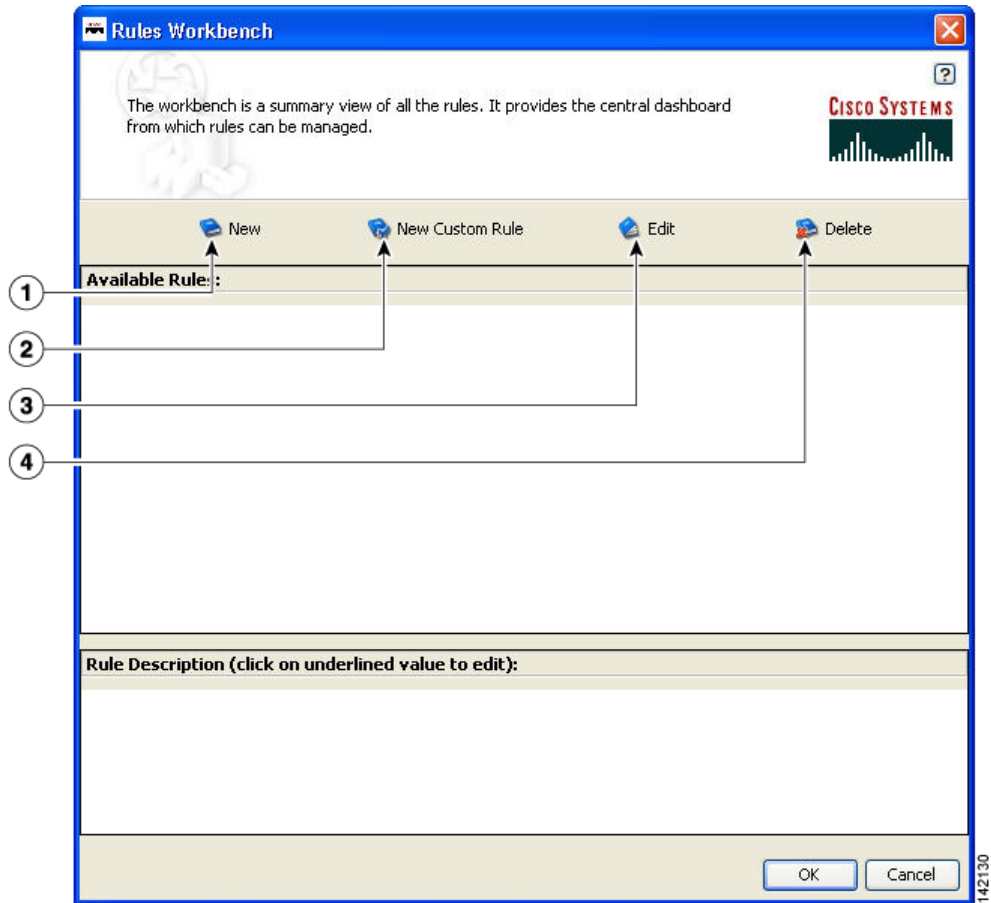 Rules Workbench
?
The workbench is a summary view of all the rules. It provides the central dashboard
from which rules can be managed.
CISCO SYSTEMS
New
New Custom Rule
Edit
Delete
1
Available Rules:
2
3
4
Rule Description (click on underlined value to edit):
OK
Cancel
142130